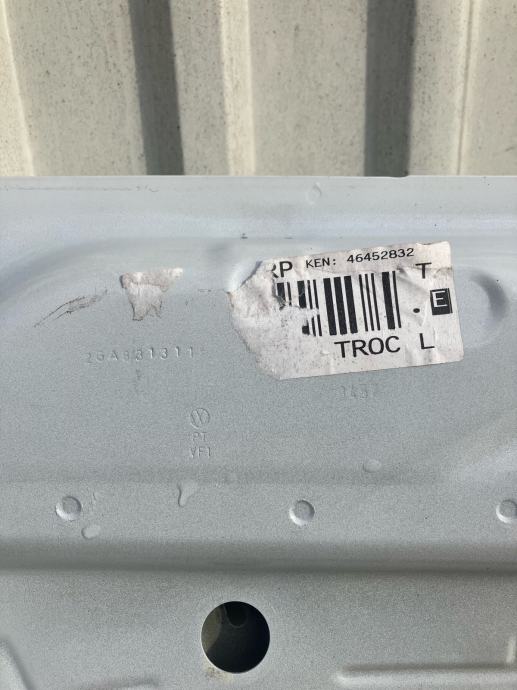 RP KEN: 46452832
T
E
TROC L
2GA831311
PT
VF1